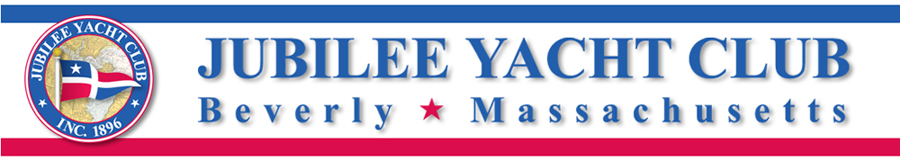 JUBILEE YACHT CLUB
INC. 1896
JUBILEE YACHT CLUB
Beverly ★ Massachusetts